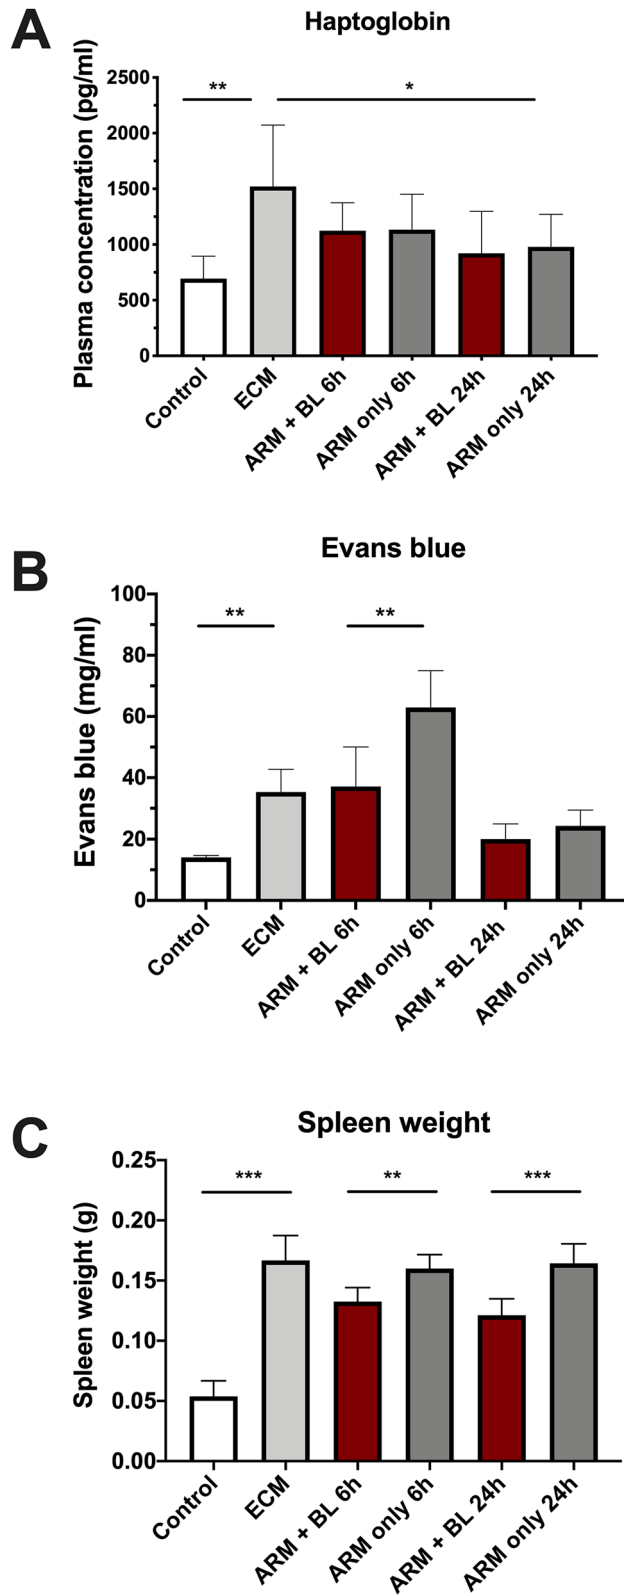 A
Haptoglobin
Plasma concentration (pg/ml)
2500
2000
1500
1000
500
0
**
*
Control
ECM
ARM + BL 6h
ARM only 6h
ARM + BL 24h
ARM only 24h
B
Evans blue
Evans blue (mg/ml)
100
80
60
40
20
0
**
**
Control
ECM
ARM + BL 6h
ARM only 6h
ARM + BL 24h
ARM only 24h
C
Spleen weight
Spleen weight (g)
0.25
0.20
0.15
0.10
0.05
0.00
***
**
***
Control
ECM
ARM + BL 6h
ARM only 6h
ARM + BL 24h
ARM only 24h